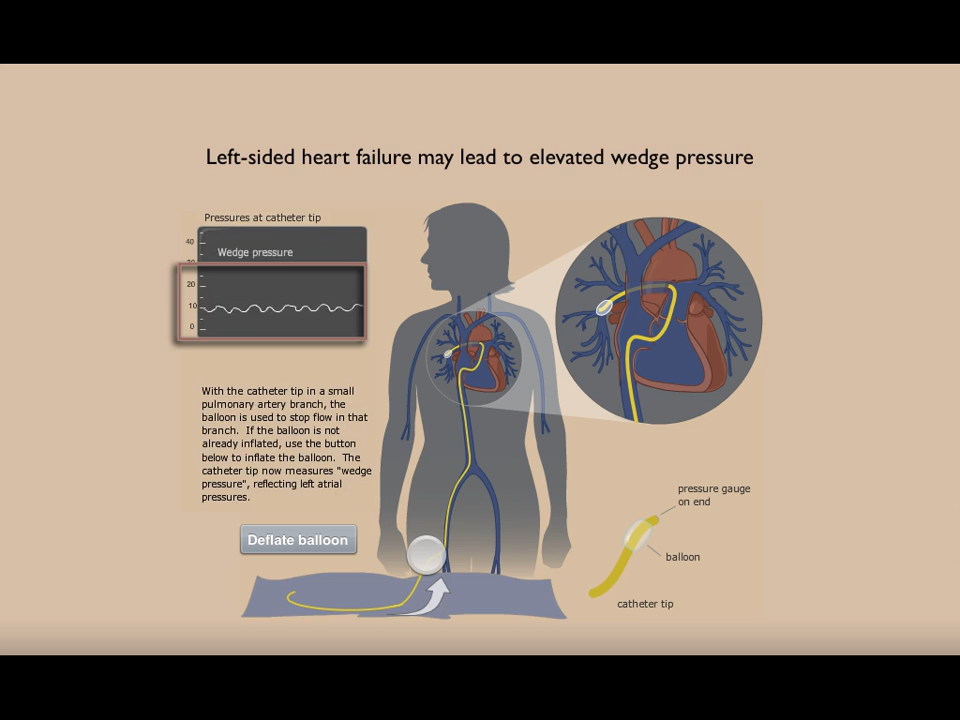 Left-sided heart failure may lead to elevated wedge pressure
Pressures at catheter tip
40
Wedge pressure
20
10
0
With the catheter tip in a small
pulmonary artery branch, the
balloon is used to stop flow in that
branch.  If the balloon is not
already inflated, use the button
below to inflate the balloon.  The
catheter tip now measures "wedge
pressure", reflecting left atrial
pressures.
Deflate balloon
pressure gauge
on end
balloon
catheter tip